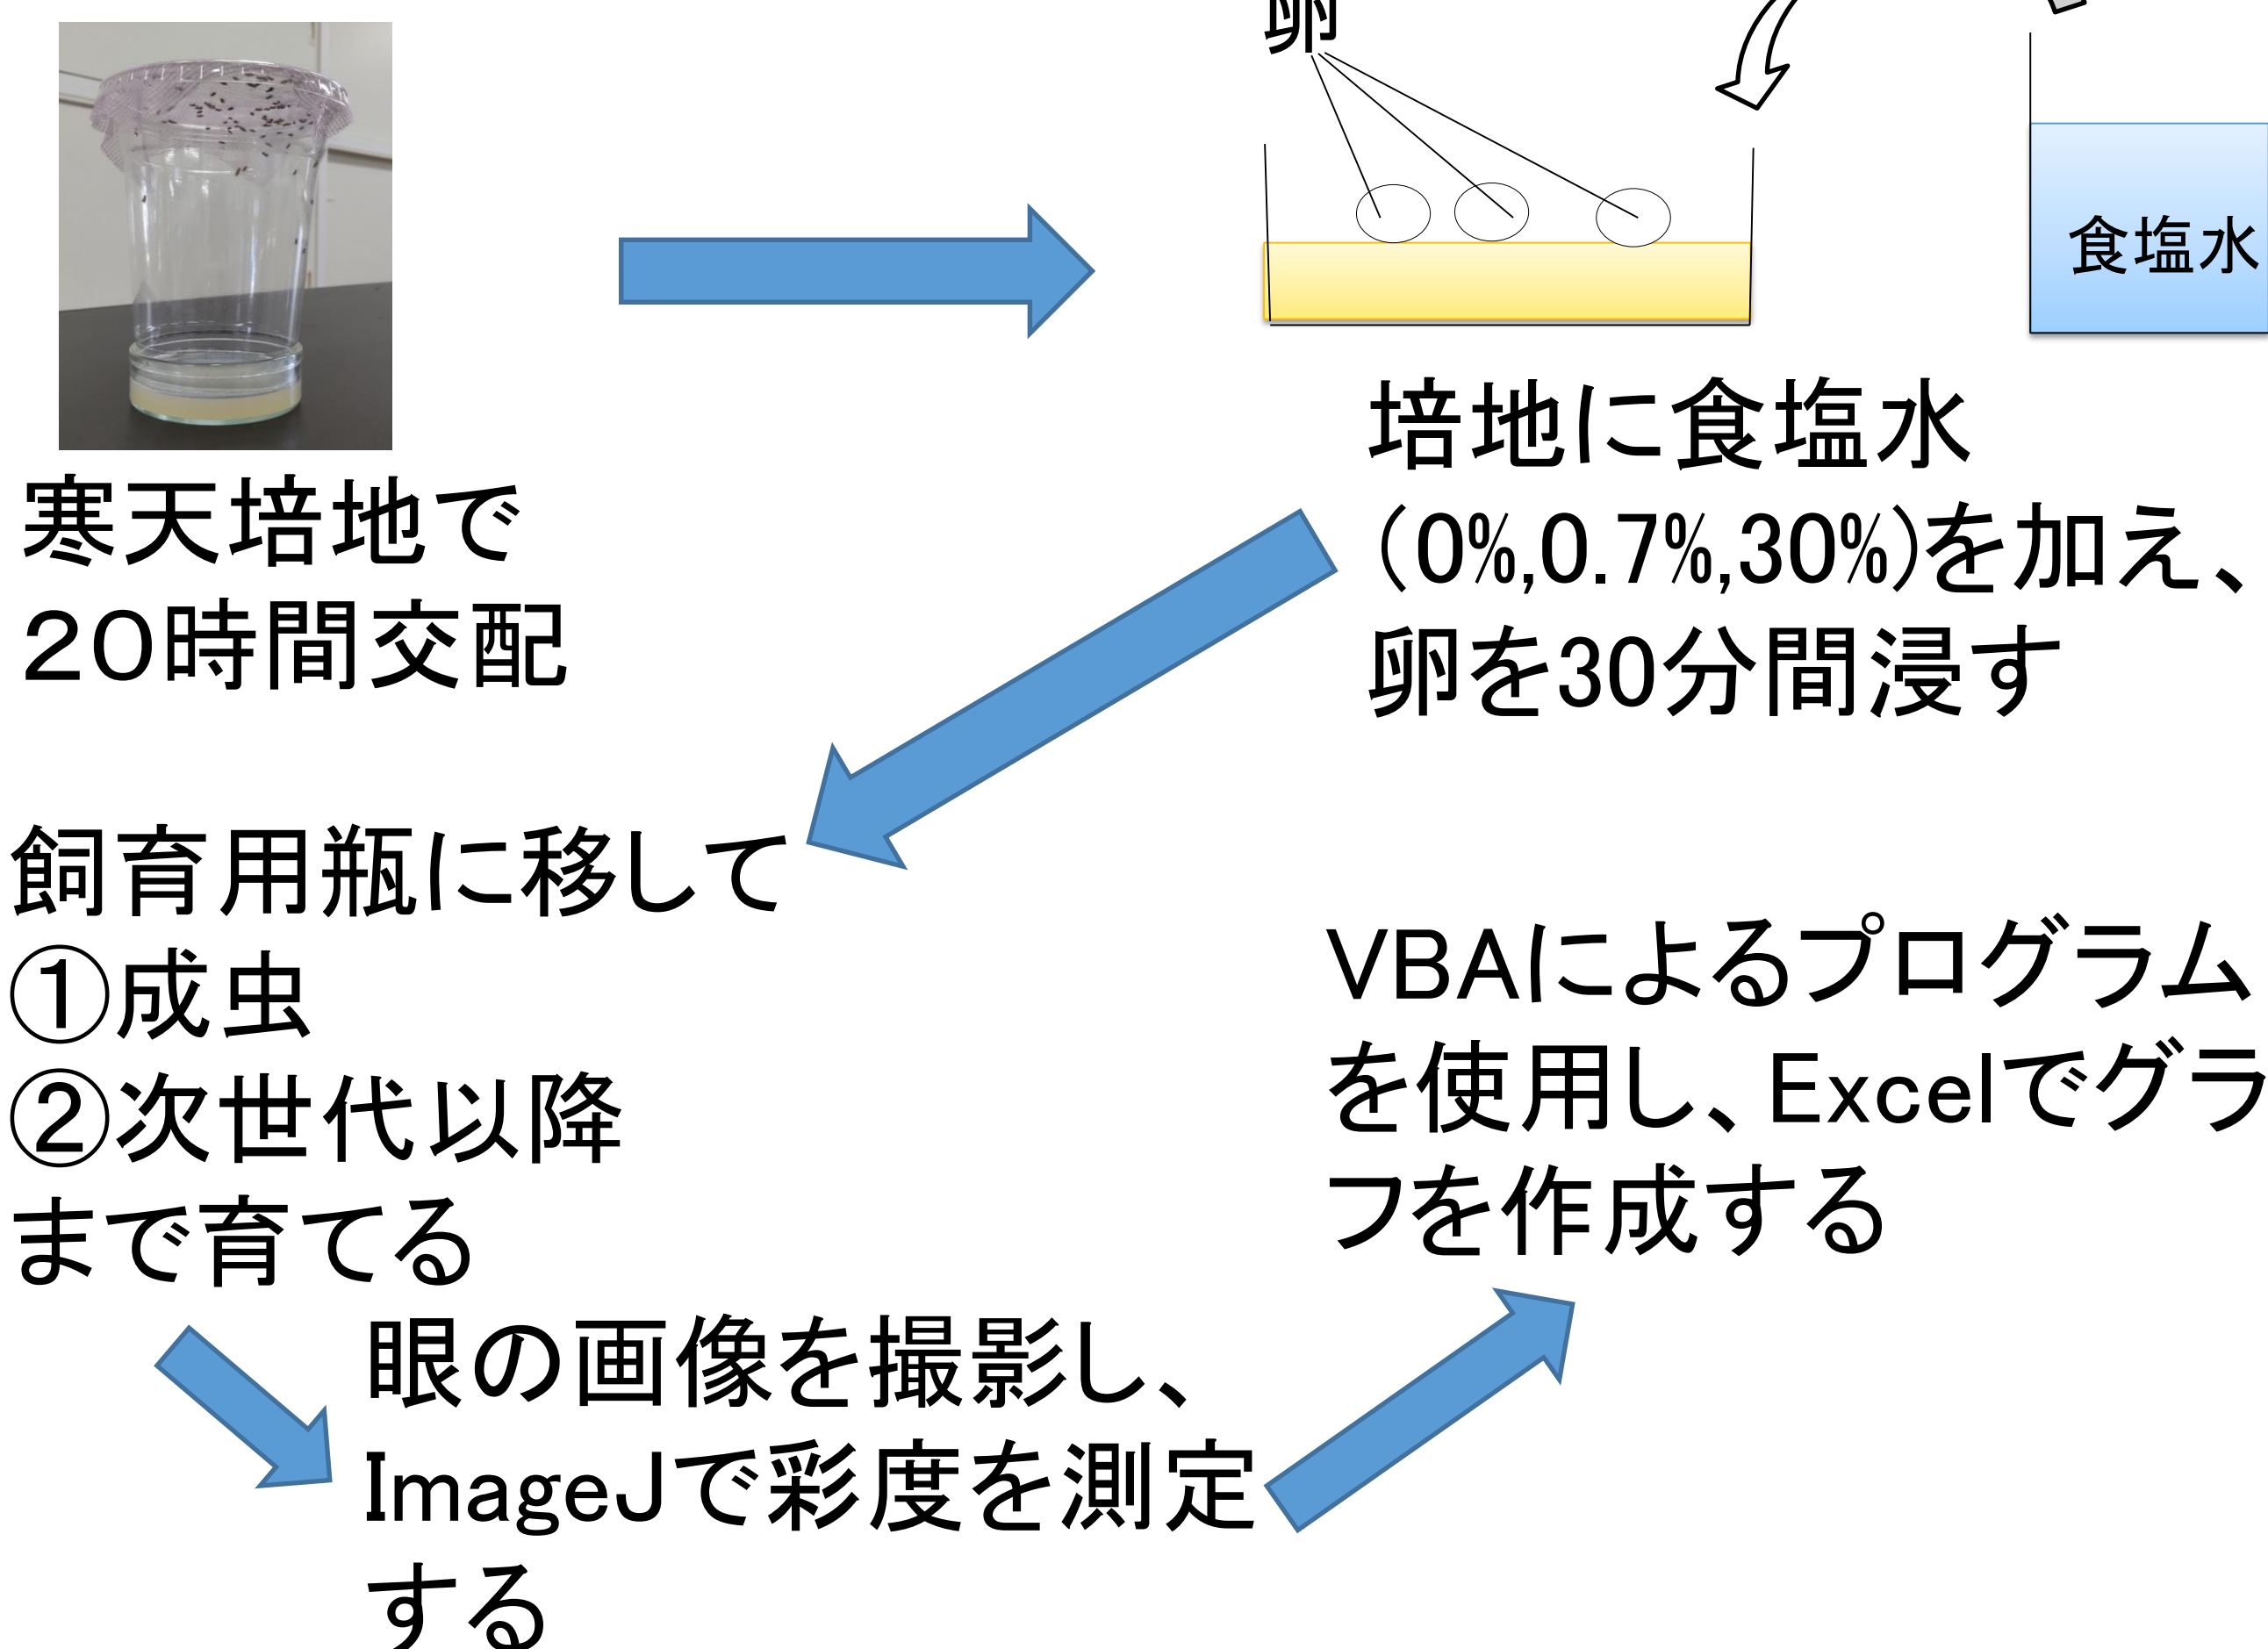 卵
食塩水
寒天培地で
２０時間交配
培地に食塩水
（0％,0.7％,30％）を加え、
卵を30分間浸す
飼育用瓶に移して
①成虫
②次世代以降
まで育てる
眼の画像を撮影し、
ImageJで彩度を測定
する
VBAによるプログラム
を使用し、Excelでグラ
フを作成する